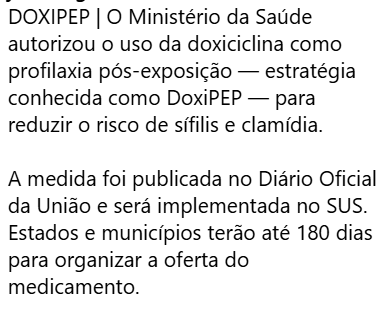 DOXIPEP | O Ministério da Saúde
autorizou o uso da doxiciclina como
profilaxia pós-exposição — estratégia
conhecida como DoxiPEP — para
reduzir o risco de sífilis e clamídia.
A medida foi publicada no Diário Oficial
da União e será implementada no SUS.
Estados e municípios terão até 180 dias
para organizar a oferta do
medicamento.